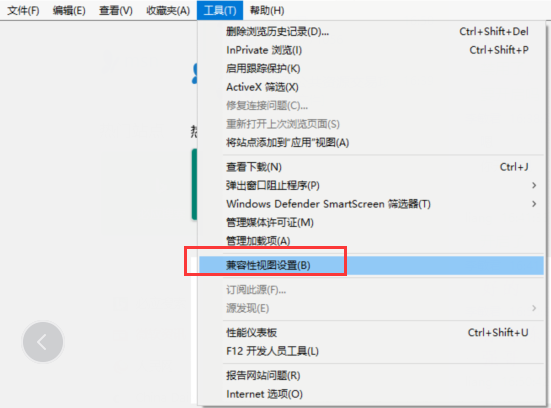 文件(F) 编辑(E) 查看(V) 收藏夹(A) 工具(T) 帮助(H)
删除浏览历史记录(D)... Ctrl+Shift+Del
InPrivate 浏览(I) Ctrl+Shift+P
启用跟踪保护(K)
ActiveX 筛选(X)
修复连接问题(C)...
重新打开上次浏览页面(S)
将站点添加到“应用”视图(A)
查看下载(N) Ctrl+J
弹出窗口阻止程序(P)
Windows Defender SmartScreen 筛选器(T)
管理媒体许可证(M)
管理加载项(A)
兼容性视图设置(B)
订阅此源(F)...
源发现(E)
性能仪表板 Ctrl+Shift+U
F12 开发人员工具(L)
报告网站问题(R)
Internet 选项(O)